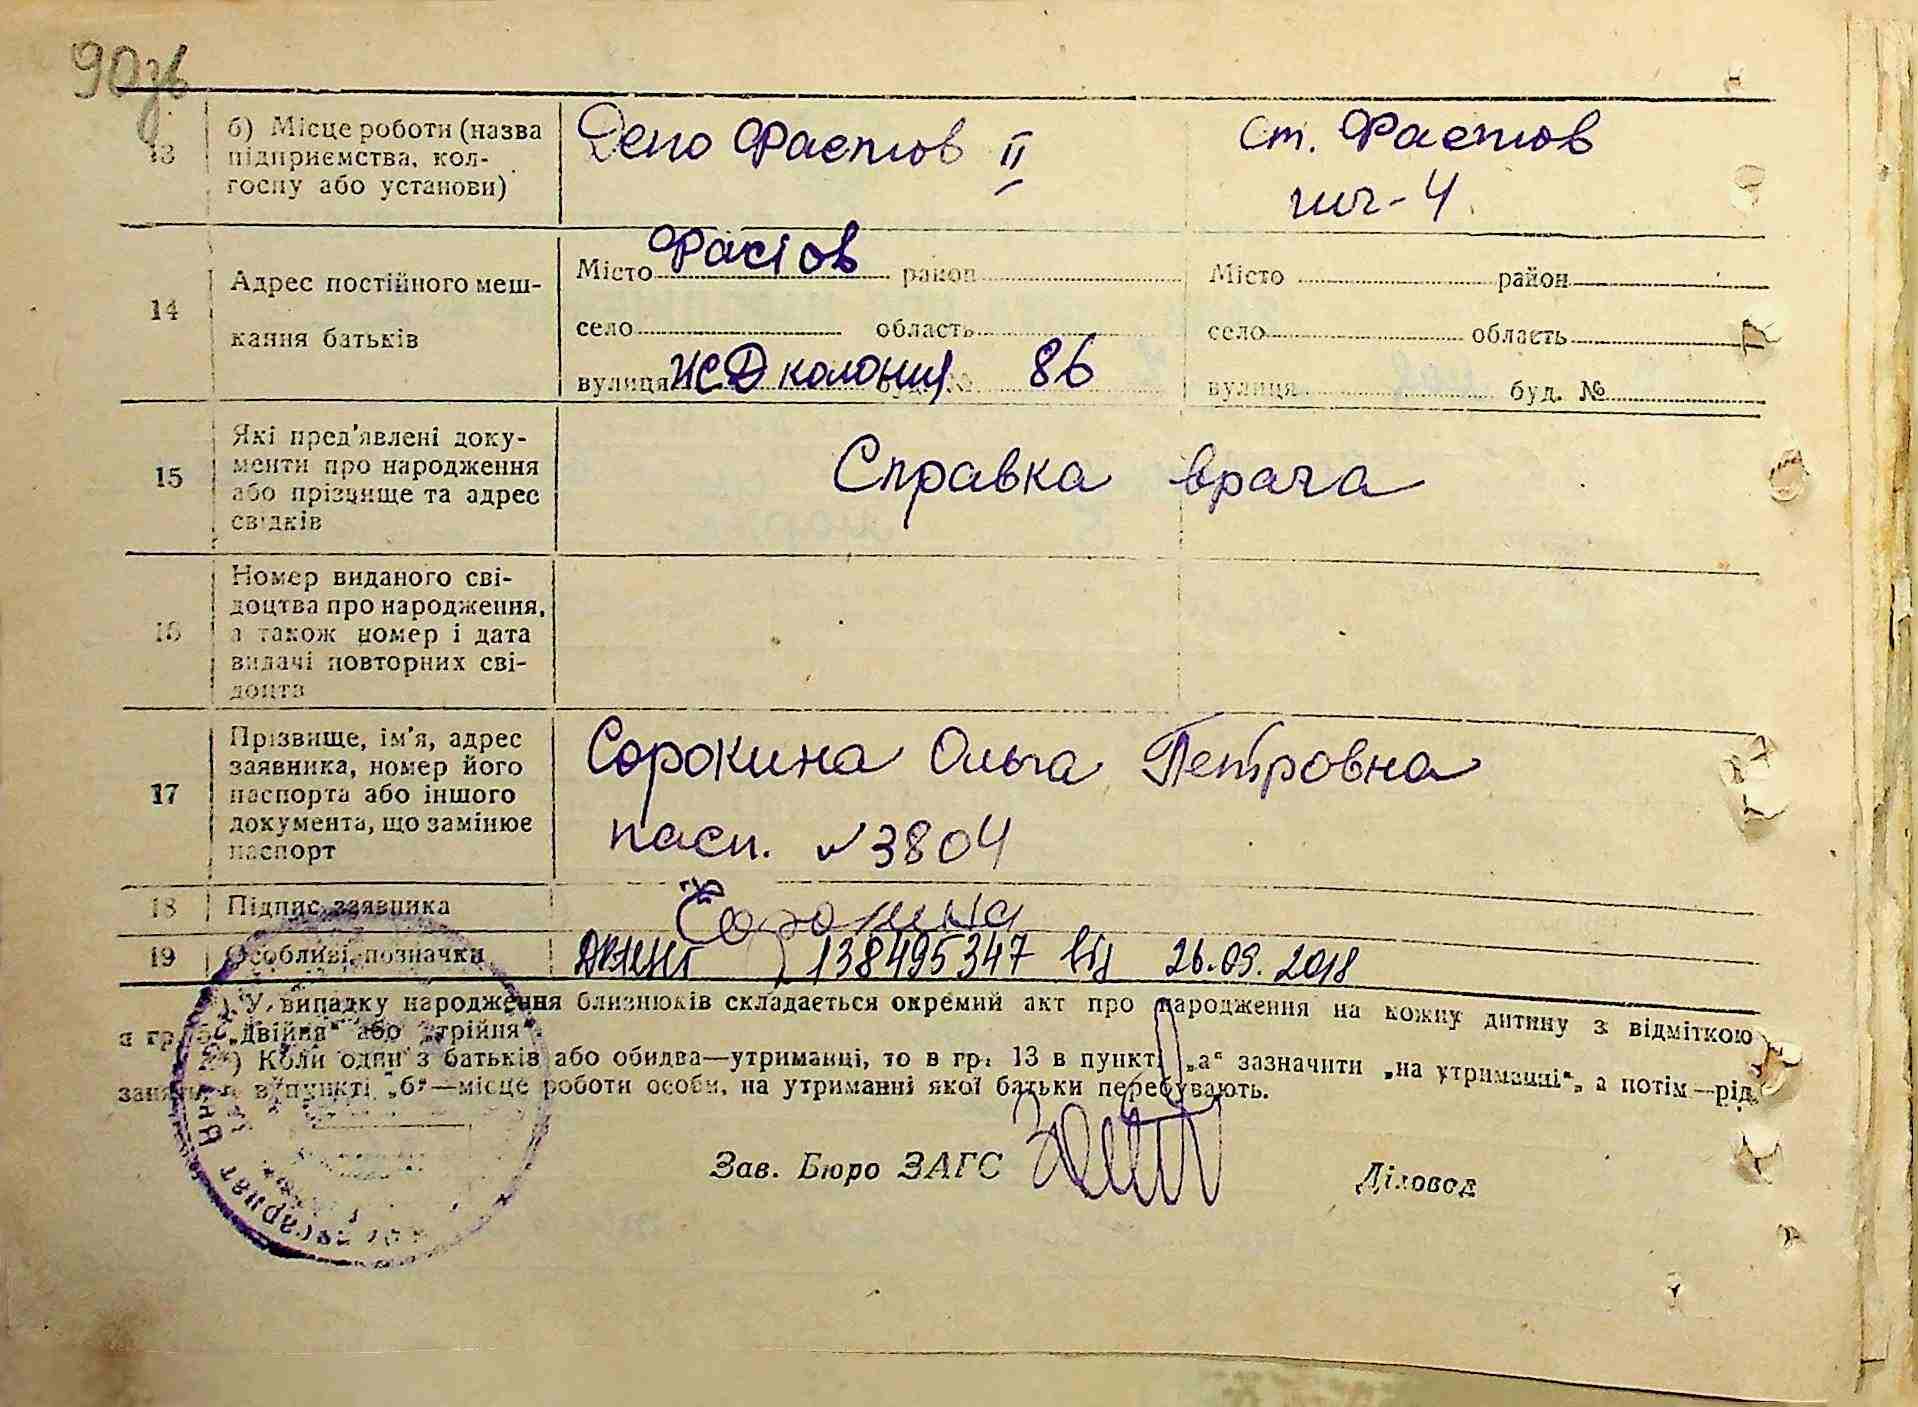 90зв
13
б) Місце роботи (назва
підприємства, кол-
госпу або установи)
Депо Фастов II
ст. Фастов
пч-4
14
Адрес постійного меш-
кання батьків
Місто Фастов район
село область
вулиця ЖД колония № 86
Місто район
село область
вулиця буд. №
15
Які пред'явлені доку-
менти про народження
або прізвище та адрес
свідків
Справка врача
16
Номер виданого сві-
доцтва про народження,
а також номер і дата
видачі повторних сві-
доцтв
17
Прізвище, ім'я, адрес
заявника, номер його
паспорта або іншого
документа, що замінює
паспорт
Сорокина Ольга Петровна
пасп. №3804
18
Підпис заявника
Сорокина
19
Особливі позначки
138495347 від 26.09.2018
У випадку народження близнюків складається окремий акт про народження на кожну дитину з відміткою
в гр. „двійня" або „трійня".
Коли один з батьків або обидва—утриманці, то в гр. 13 в пункті „а" зазначити „на утриманні", а потім—рід
занять, в пункті „б"—місце роботи особи, на утриманні якої батьки перебувають.
Зав. Бюро ЗАГС
Діловод